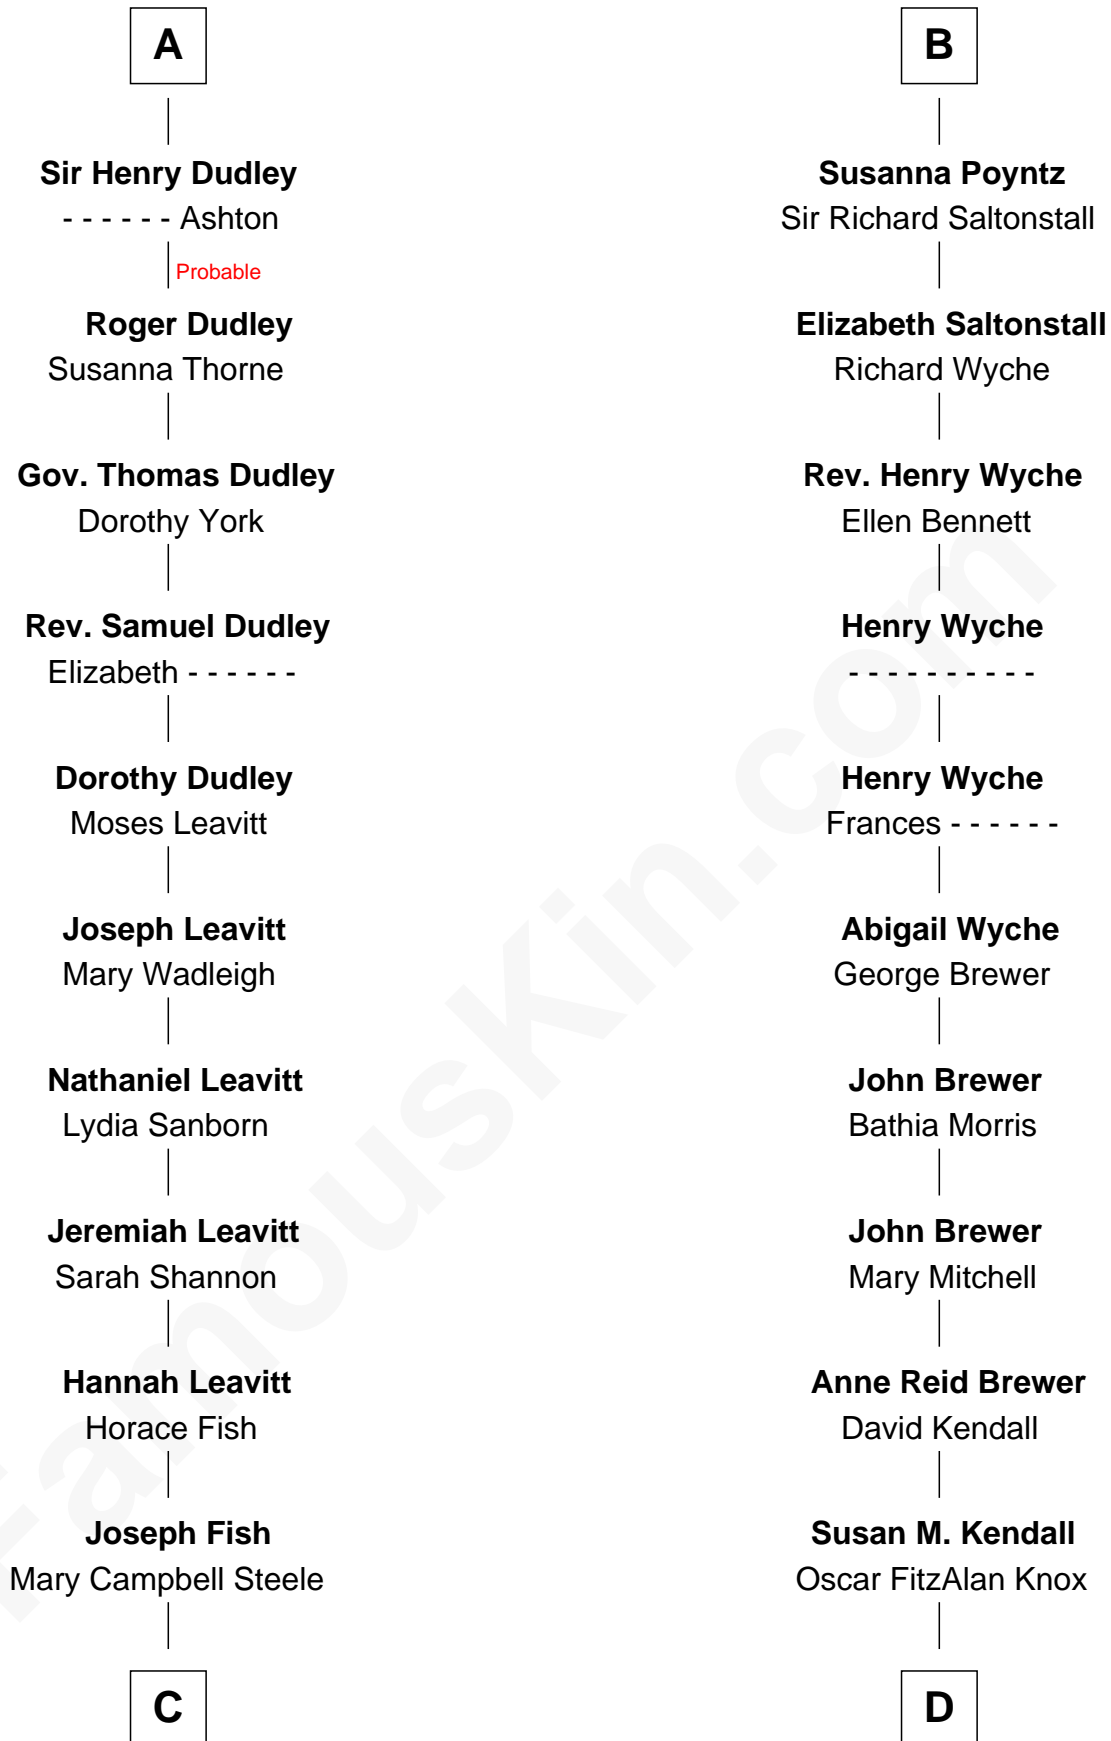 A
Sir Henry Dudley
- - - - - - Ashton
Probable
Roger Dudley
Susanna Thorne
Gov. Thomas Dudley
Dorothy York
Rev. Samuel Dudley
Elizabeth - - - - - -
Dorothy Dudley
Moses Leavitt
Joseph Leavitt
Mary Wadleigh
Nathaniel Leavitt
Lydia Sanborn
Jeremiah Leavitt
Sarah Shannon
Hannah Leavitt
Horace Fish
Joseph Fish
Mary Campbell Steele
C
B
Susanna Poyntz
Sir Richard Saltonstall
Elizabeth Saltonstall
Richard Wyche
Rev. Henry Wyche
Ellen Bennett
Henry Wyche
- - - - - - - - - -
Henry Wyche
Frances - - - - - -
Abigail Wyche
George Brewer
John Brewer
Bathia Morris
John Brewer
Mary Mitchell
Anne Reid Brewer
David Kendall
Susan M. Kendall
Oscar FitzAlan Knox
D
FamousKin.com